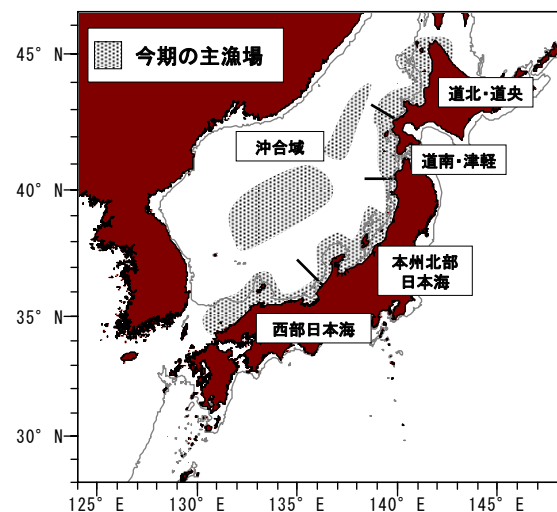 45° N
今期の主漁場
道北・道央
沖合域
道南・津軽
40° N
本州北部
日本海
35° N
西部日本海
30° N
125° E
130° E
135° E
140° E
145° E